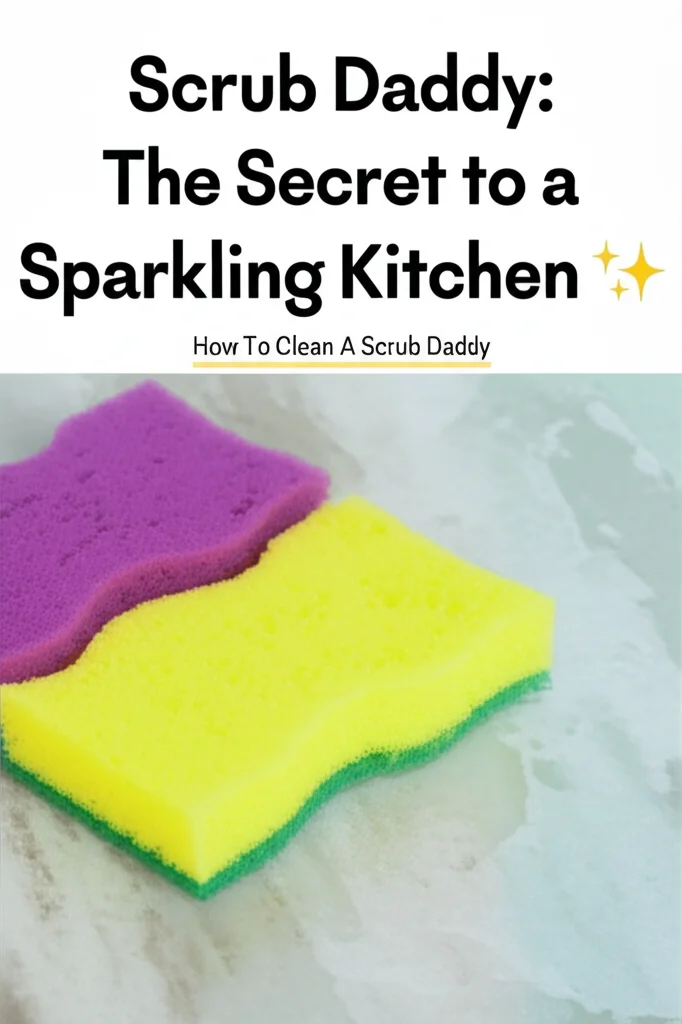 Scrub Daddy:
The Secret to a
Sparkling Kitchen ✨
How To Clean A Scrub Daddy